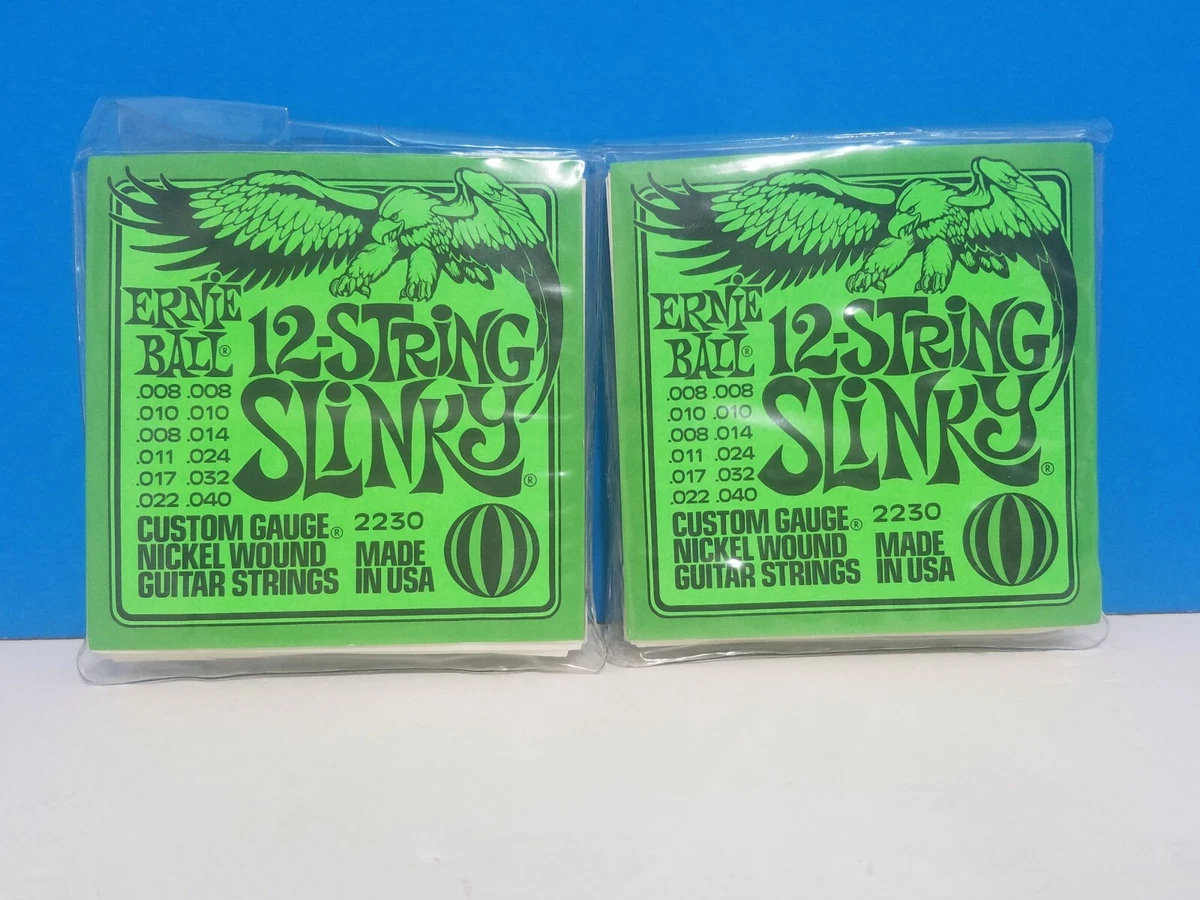 ERNIE
BALL®
12-STRING
SLINKY®
.008 .008
.010 .010
.008 .014
.011 .024
.017 .032
.022 .040
CUSTOM GAUGE®
NICKEL WOUND
GUITAR STRINGS
2230
MADE
IN USA
ERNIE
BALL®
12-STRING
SLINKY®
.008 .008
.010 .010
.008 .014
.011 .024
.017 .032
.022 .040
CUSTOM GAUGE®
NICKEL WOUND
GUITAR STRINGS
2230
MADE
IN USA